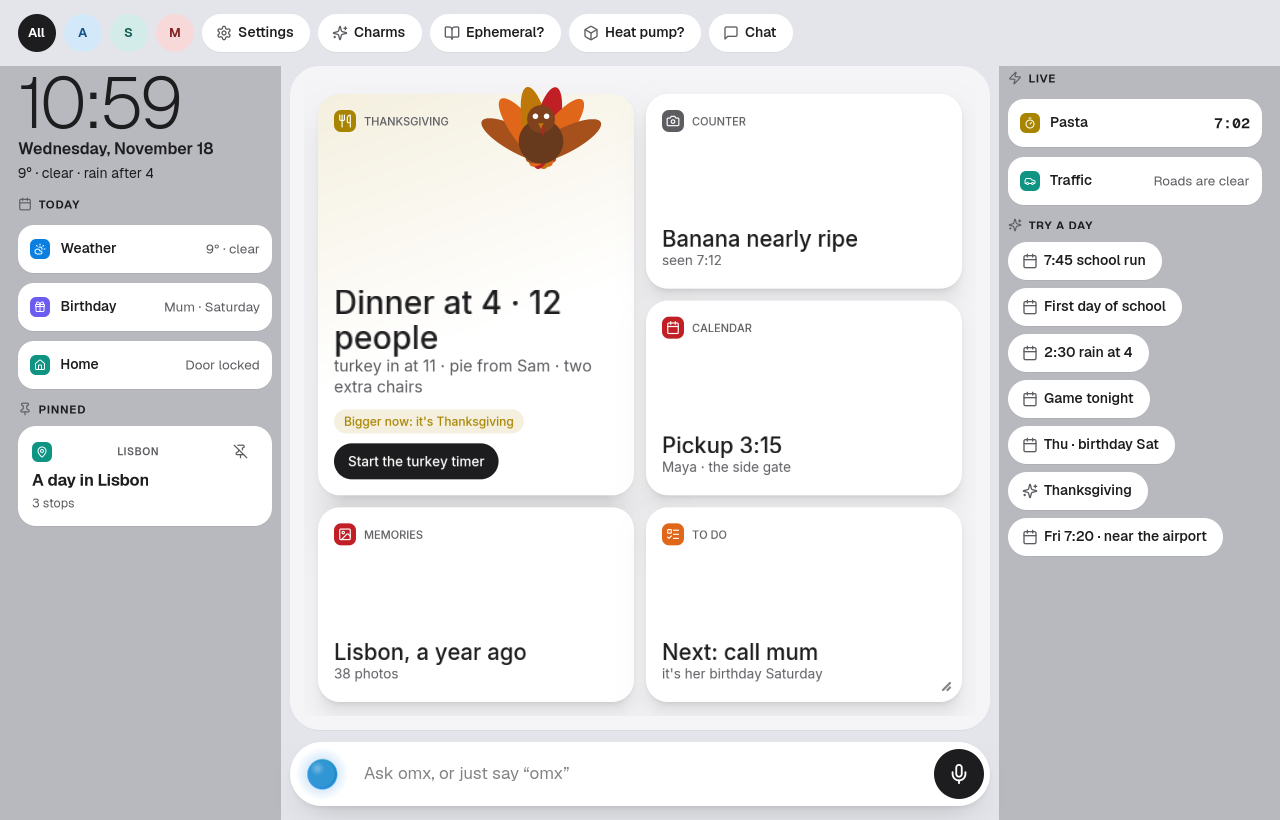 All
A
S
M
Settings
Charms
Ephemeral?
Heat pump?
Chat
10:59
Wednesday, November 18
9° · clear · rain after 4
TODAY
Weather
9° · clear
Birthday
Mum · Saturday
Home
Door locked
PINNED
LISBON
A day in Lisbon
3 stops
THANKSGIVING
Dinner at 4 · 12
people
turkey in at 11 · pie from Sam · two
extra chairs
Bigger now: it's Thanksgiving
Start the turkey timer
COUNTER
Banana nearly ripe
seen 7:12
CALENDAR
Pickup 3:15
Maya · the side gate
MEMORIES
Lisbon, a year ago
38 photos
TO DO
Next: call mum
it's her birthday Saturday
Ask omx, or just say “omx”
LIVE
Pasta
7:02
Traffic
Roads are clear
TRY A DAY
7:45 school run
First day of school
2:30 rain at 4
Game tonight
Thu · birthday Sat
Thanksgiving
Fri 7:20 · near the airport